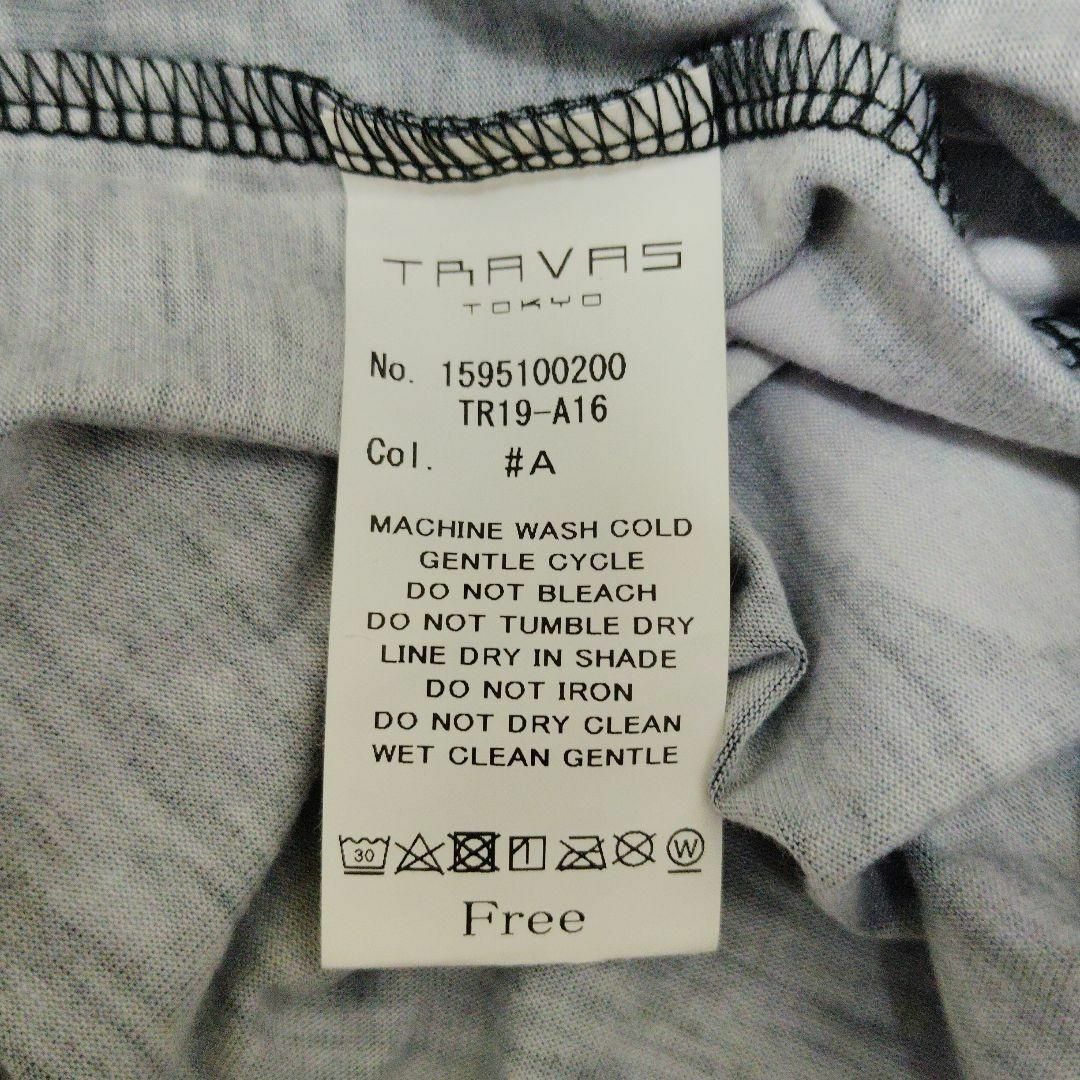 TRAVAS
TOKYO
No. 1595100200
TR19-A16
Col. #A
MACHINE WASH COLD
GENTLE CYCLE
DO NOT BLEACH
DO NOT TUMBLE DRY
LINE DRY IN SHADE
DO NOT IRON
DO NOT DRY CLEAN
WET CLEAN GENTLE
30 W
Free